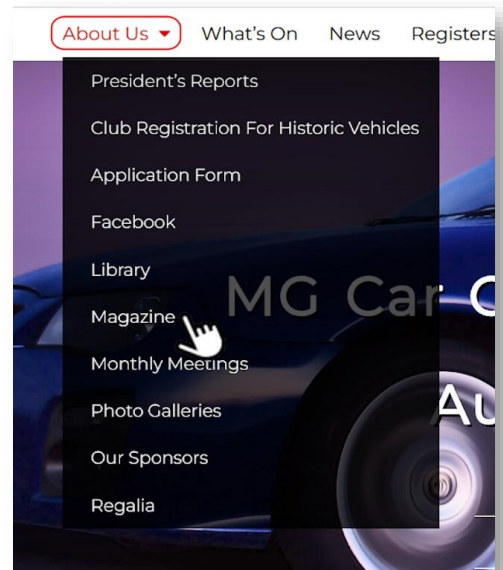 About Us What's On News Registers
President's Reports
Club Registration For Historic Vehicles
Application Form
Facebook
Library
Magazine
MG Car C
Monthly Meetings
Photo Galleries
Au
Our Sponsors
Regalia